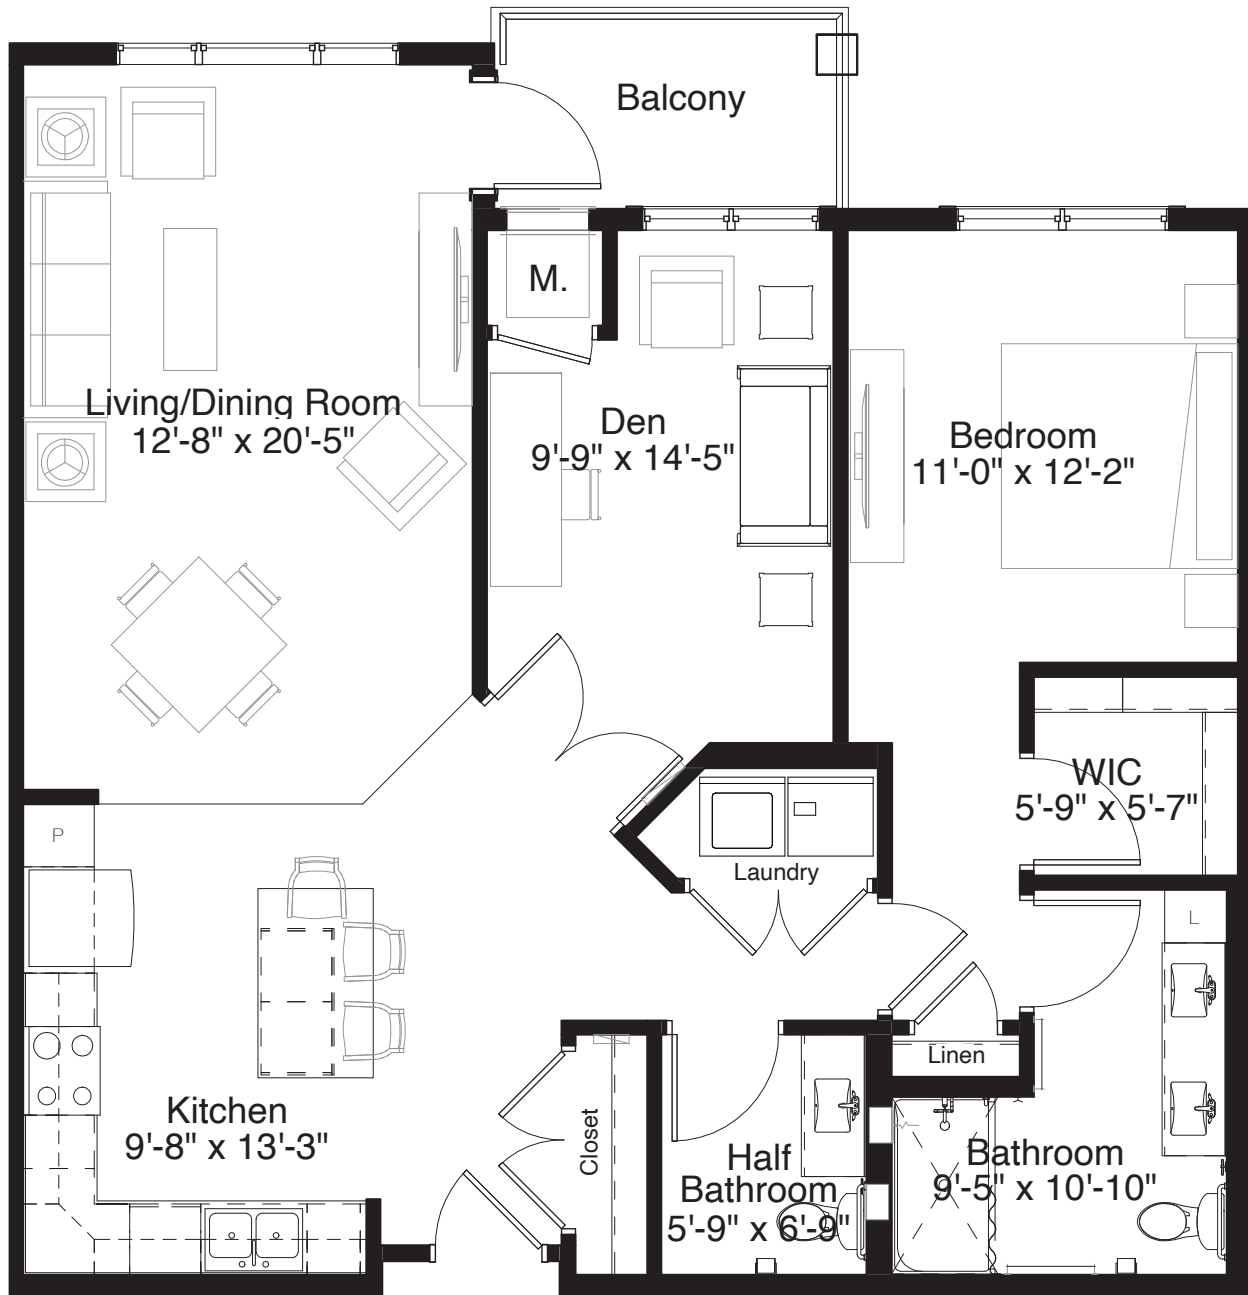 Balcony
M.
Living/Dining Room
12'-8" x 20'-5"
Den
9'-9" x 14'-5"
Bedroom
11'-0" x 12'-2"
WIC
5'-9" x 5'-7"
P
Laundry
L
Linen
Kitchen
9'-8" x 13'-3"
Closet
Half
Bathroom
5'-9" x 6'-9"
Bathroom
9'-5" x 10'-10"